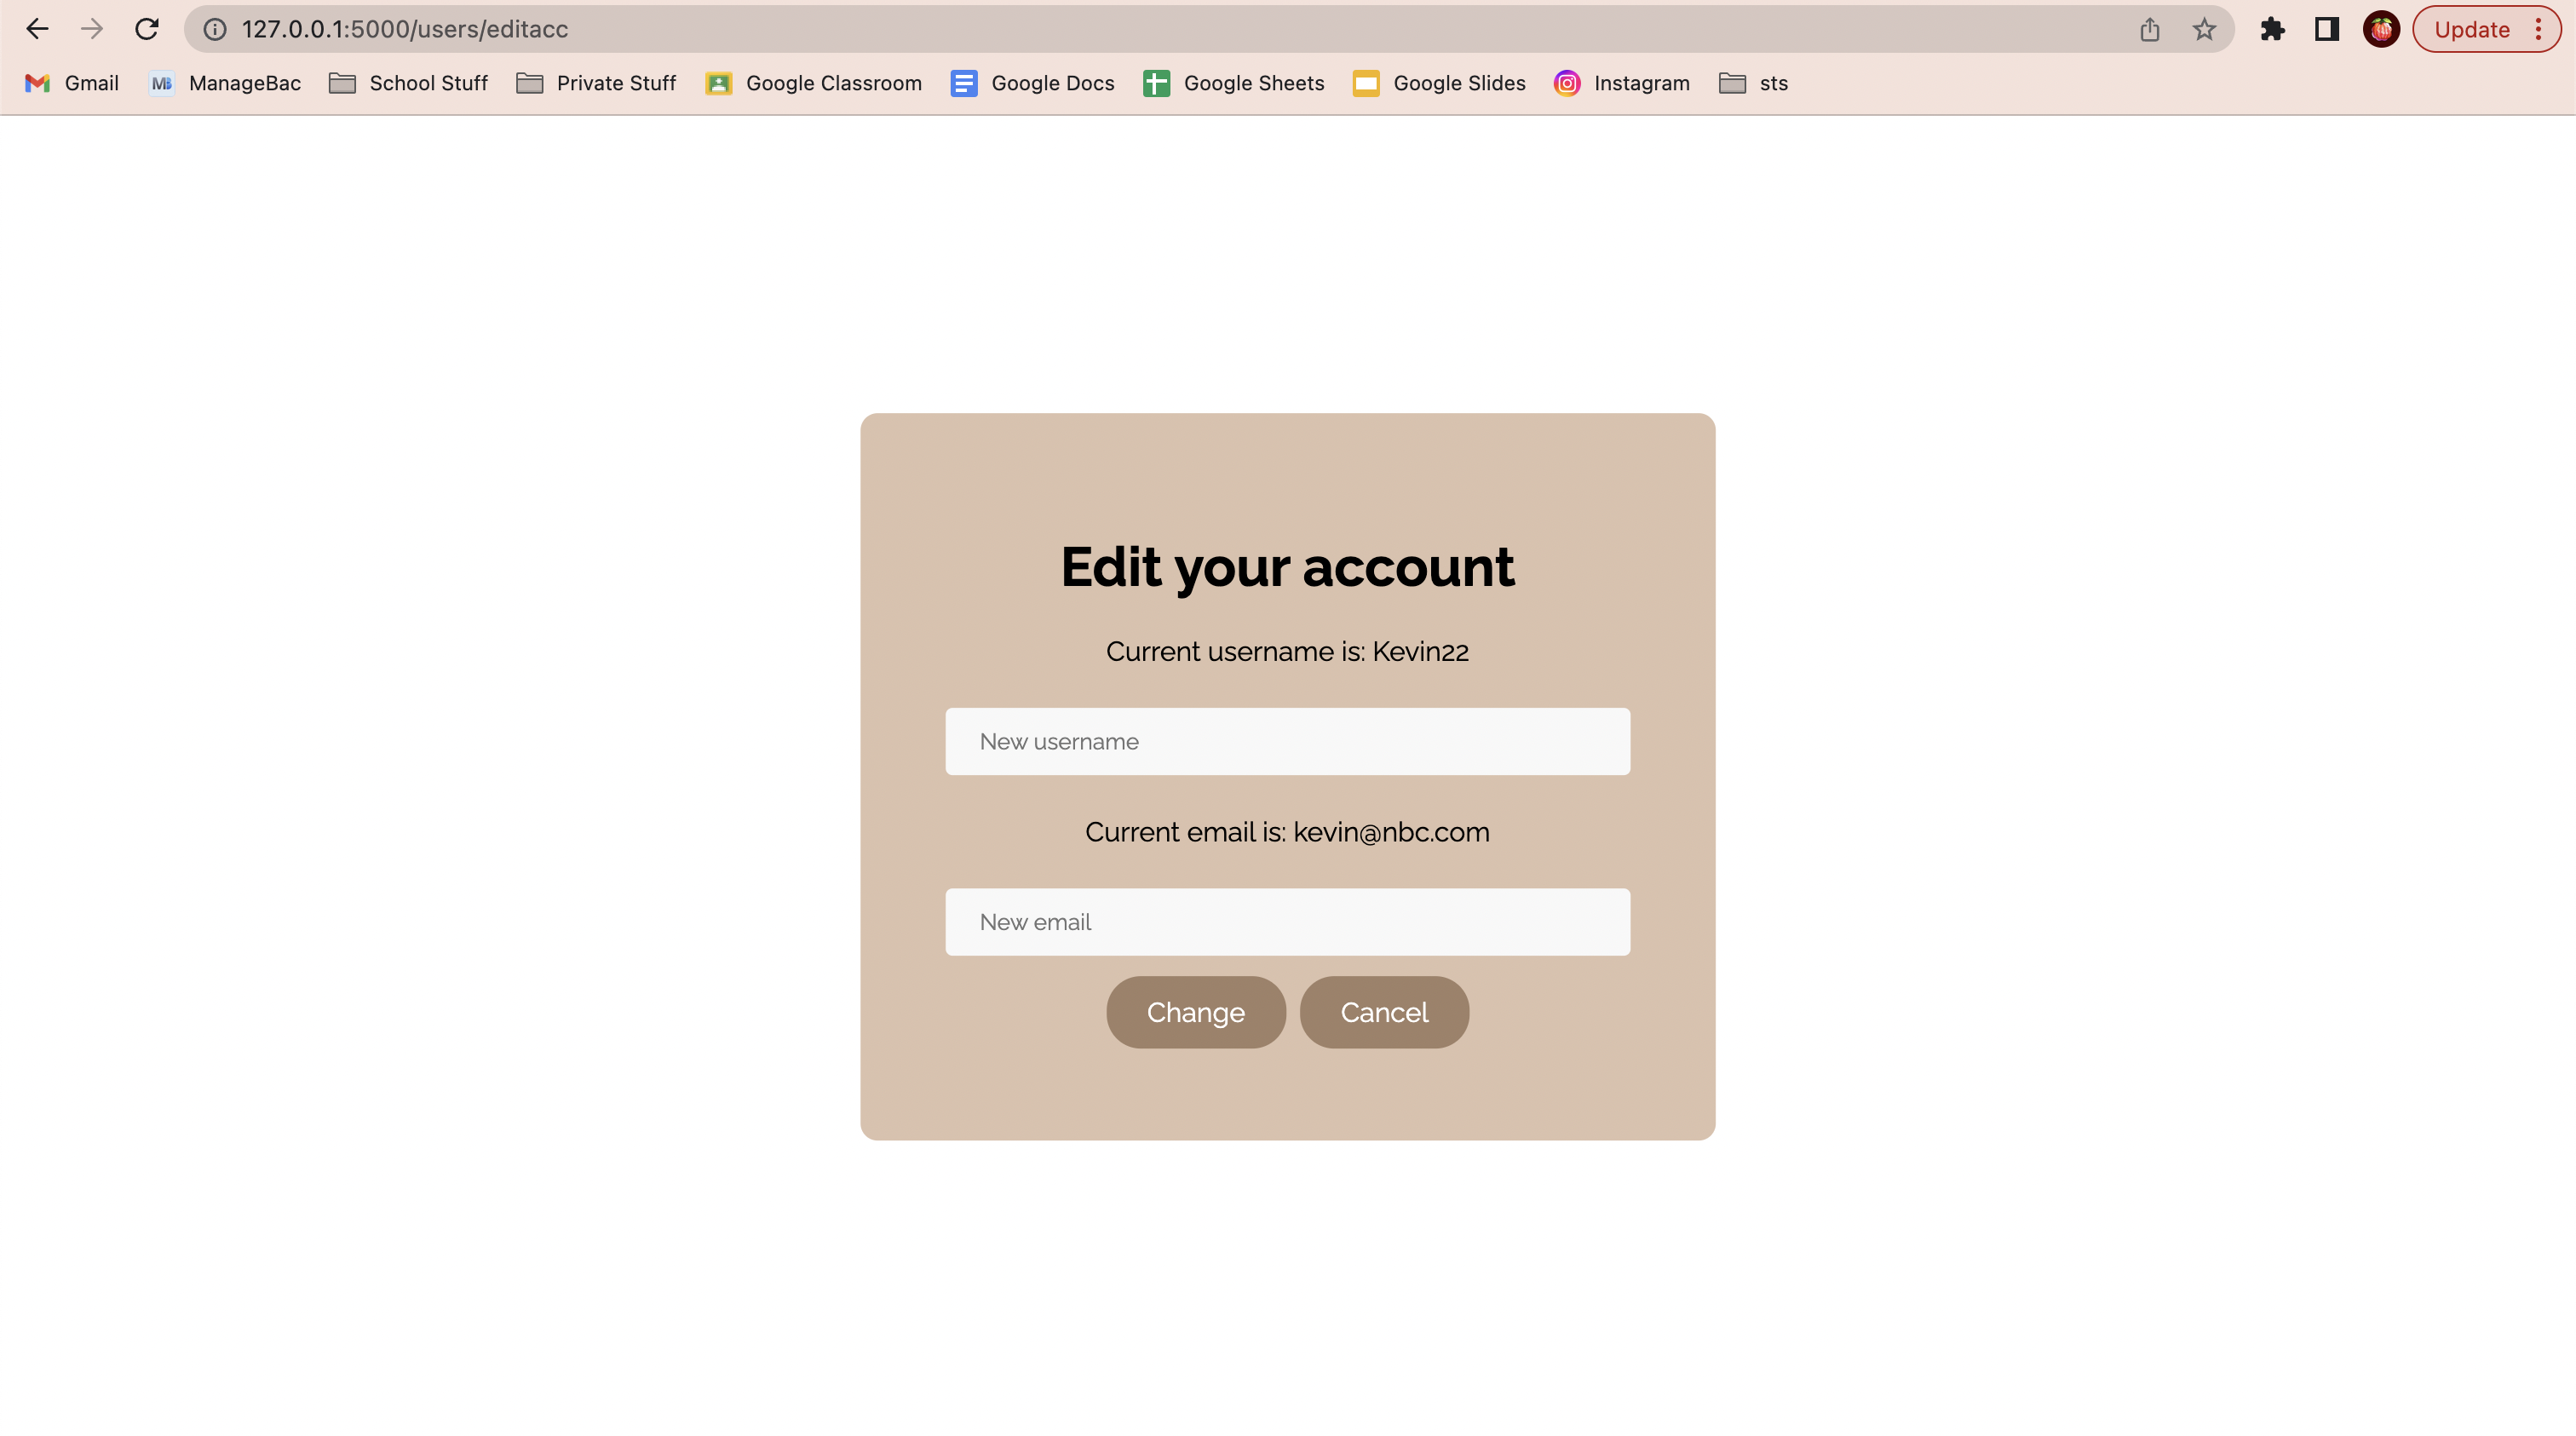 127.0.0.1:5000/users/editacc
Update
Gmail
MB
ManageBac
School Stuff
Private Stuff
Google Classroom
Google Docs
Google Sheets
Google Slides
Instagram
sts
Edit your account
Current username is: Kevin22
New username
Current email is: kevin@nbc.com
New email
Change
Cancel